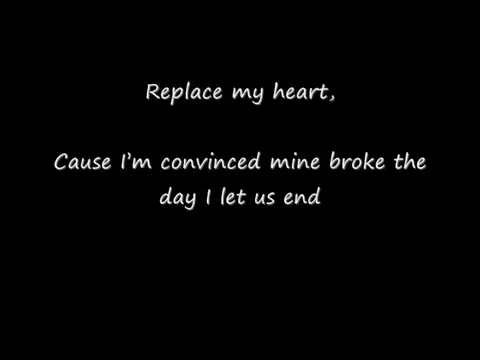 Replace my heart,
Cause I'm convinced mine broke the
day I let us end